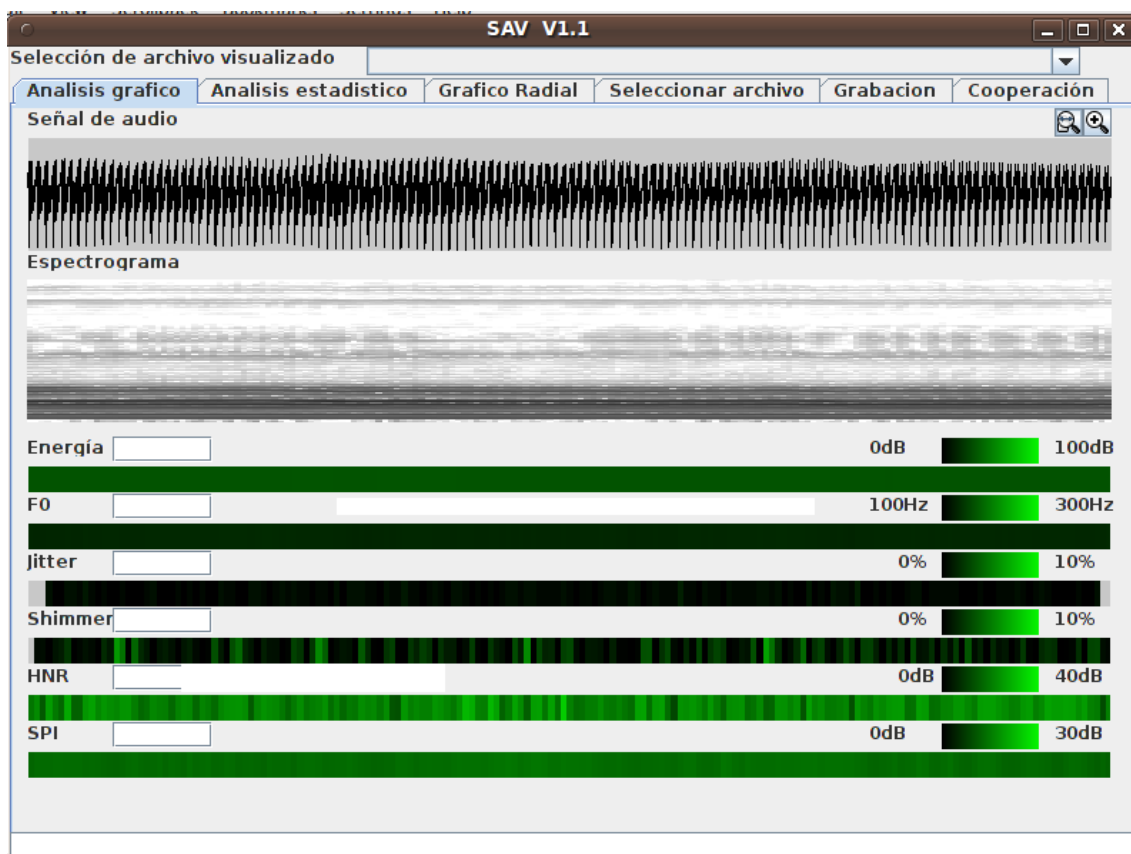 SAV V1.1
Selección de archivo visualizado
Analisis grafico Analisis estadistico Grafico Radial Seleccionar archivo Grabacion Cooperación
Señal de audio
Espectrograma
Energía 0dB 100dB
F0 100Hz 300Hz
Jitter 0% 10%
Shimmer 0% 10%
HNR 0dB 40dB
SPI 0dB 30dB